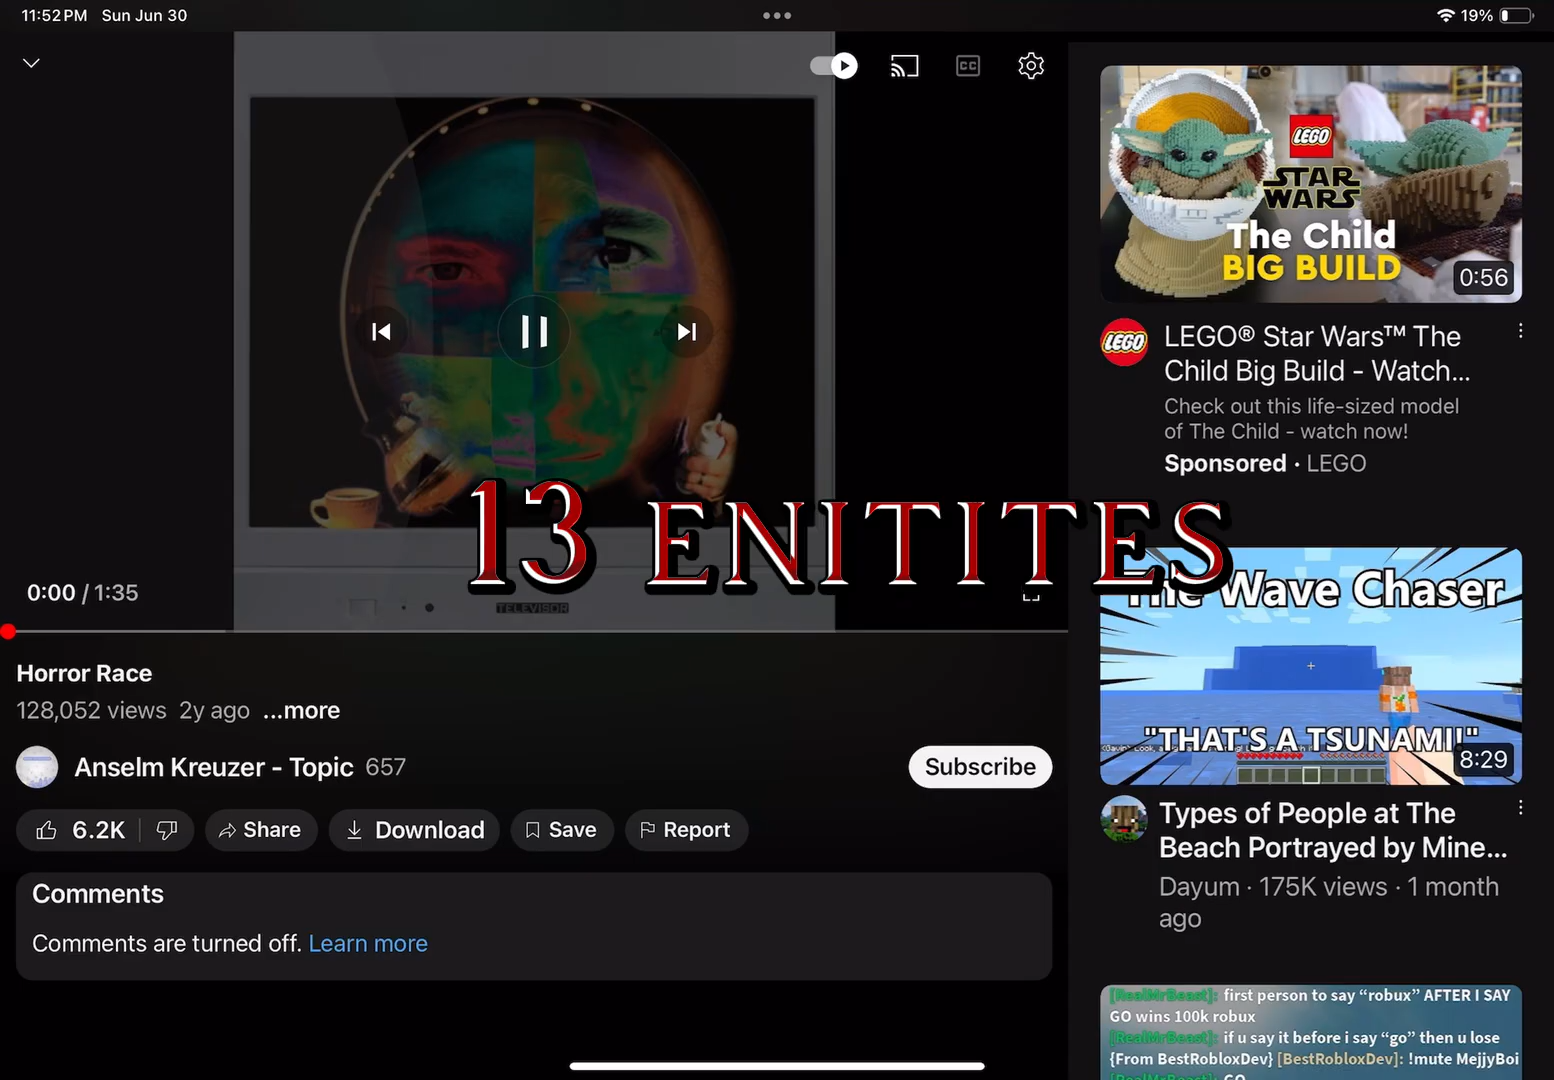 11:52 PM Sun Jun 30
19%
CC
0:00 / 1:35
TELEVISOR
13 ENITITES
Horror Race
128,052 views 2y ago ...more
Anselm Kreuzer - Topic 657
Subscribe
6.2K
Share
Download
Save
Report
Comments
Comments are turned off. Learn more
LEGO
STAR
WARS
The Child
BIG BUILD
0:56
LEGO
LEGO® Star Wars™ The
Child Big Build - Watch...
Check out this life-sized model
of The Child - watch now!
Sponsored · LEGO
The Wave Chaser
"THAT'S A TSUNAMI!"
8:29
Types of People at The
Beach Portrayed by Mine...
Dayum · 175K views · 1 month
ago
[RealMrBeast]: first person to say “robux” AFTER I SAY
GO wins 100k robux
[RealMrBeast]: if u say it before i say “go” then u lose
{From BestRobloxDev} [BestRobloxDev]: !mute MejjyBoi